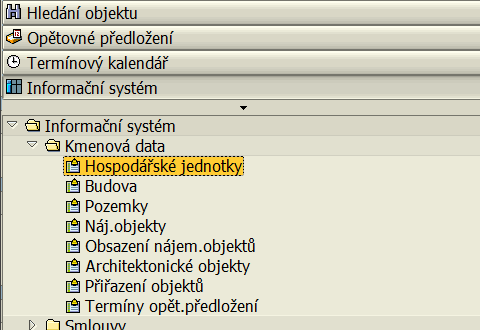 Hledání objektu
Opětovné předložení
Termínový kalendář
Informační systém
Informační systém
Kmenová data
Hospodářské jednotky
Budova
Pozemky
Náj.objekty
Obsazení nájem.objektů
Architektonické objekty
Přiřazení objektů
Termíny opět.předložení
Smlouvy